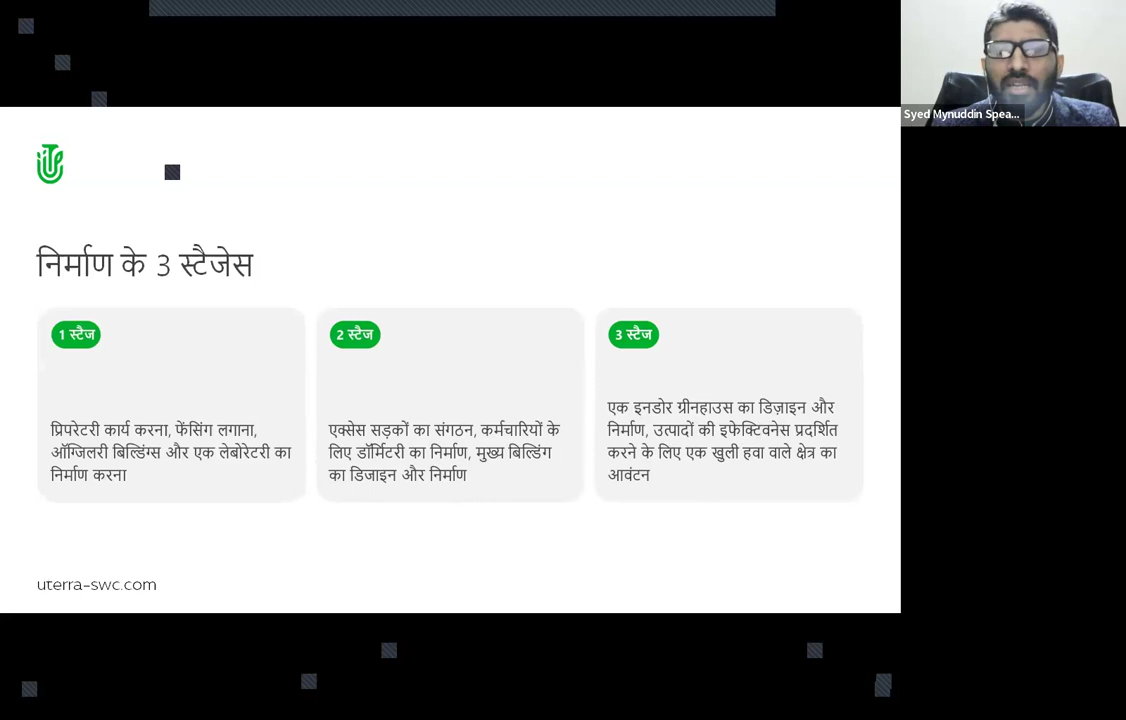 Syed Mynuddin Spea...
निर्माण के 3 स्टैजेस
1 स्टैज
प्रिपरेटरी कार्य करना, फेंसिंग लगाना,
ऑग्जिलरी बिल्डिंग्स और एक लेबोरेटरी का
निर्माण करना
2 स्टैज
एक्सेस सड़कों का संगठन, कर्मचारियों के
लिए डॉर्मिटरी का निर्माण, मुख्य बिल्डिंग
का डिजाइन और निर्माण
3 स्टैज
एक इनडोर ग्रीनहाउस का डिज़ाइन और
निर्माण, उत्पादों की इफेक्टिवनेस प्रदर्शित
करने के लिए एक खुली हवा वाले क्षेत्र का
आवंटन
uterra-swc.com